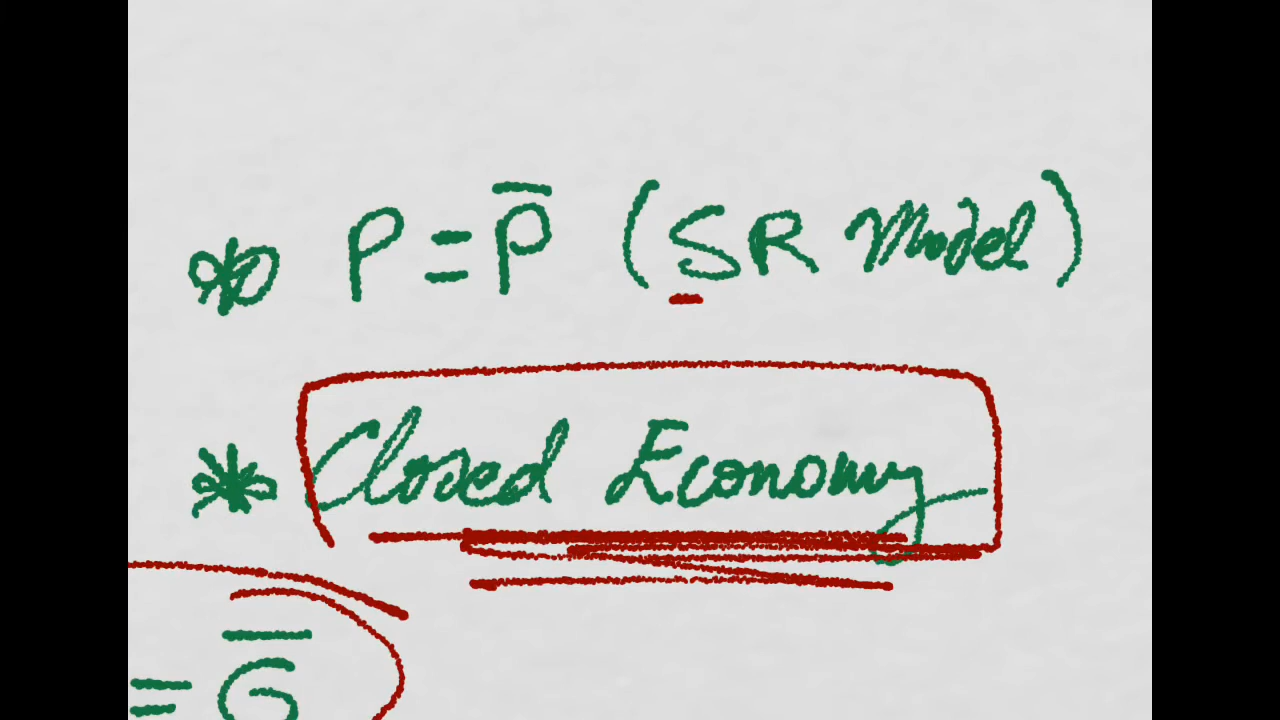 * P = P̅ (SR Model)
* Closed Economy
= G̅